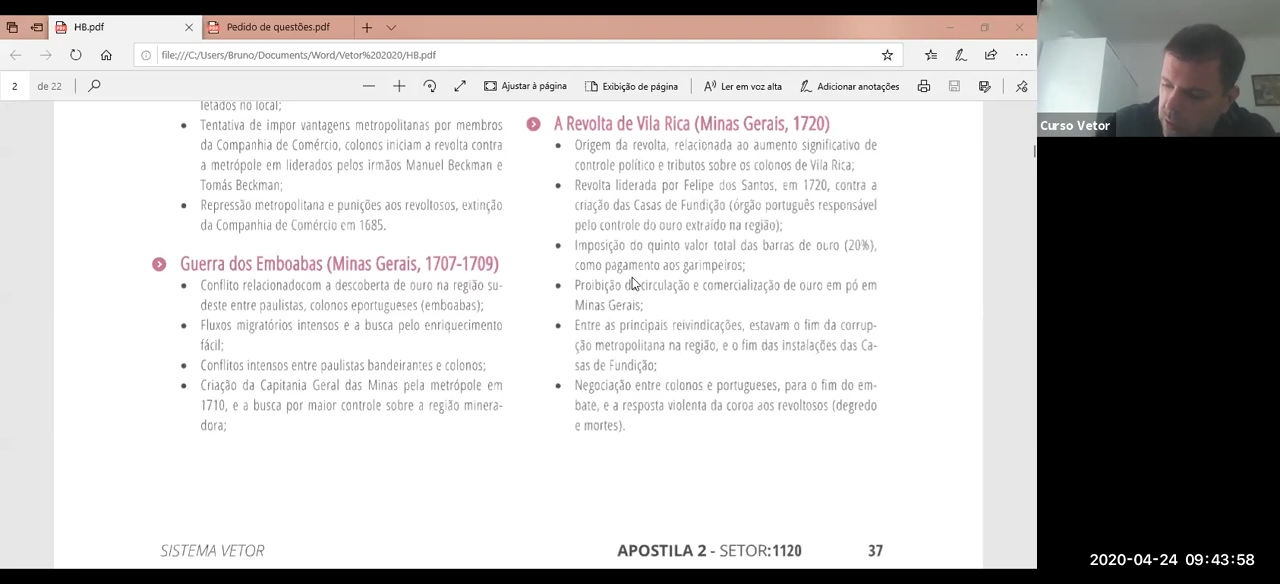 HB.pdf
Pedido de questões.pdf
file:///C:/Users/Bruno/Documents/Word/Vetor%202020/HB.pdf
2 de 22
Ajustar à página
Exibição de página
Ler em voz alta
Adicionar anotações
Curso Vetor
letados no local;
Tentativa de impor vantagens metropolitanas por membros
da Companhia de Comércio, colonos iniciam a revolta contra
a metrópole em liderados pelos irmãos Manuel Beckman e
Tomás Beckman;
Repressão metropolitana e punições aos revoltosos, extinção
da Companhia de Comércio em 1685.
Guerra dos Emboabas (Minas Gerais, 1707-1709)
Conflito relacionadocom a descoberta de ouro na região su-
deste entre paulistas, colonos eportugueses (emboabas);
Fluxos migratórios intensos e a busca pelo enriquecimento
fácil;
Conflitos intensos entre paulistas bandeirantes e colonos;
Criação da Capitania Geral das Minas pela metrópole em
1710, e a busca por maior controle sobre a região minera-
dora;
A Revolta de Vila Rica (Minas Gerais, 1720)
Origem da revolta, relacionada ao aumento significativo de
controle político e tributos sobre os colonos de Vila Rica;
Revolta liderada por Felipe dos Santos, em 1720, contra a
criação das Casas de Fundição (órgão português responsável
pelo controle do ouro extraído na região);
Imposição do quinto valor total das barras de ouro (20%),
como pagamento aos garimpeiros;
Proibição circulação e comercialização de ouro em pó em
Minas Gerais;
Entre as principais reivindicações, estavam o fim da corrup-
ção metropolitana na região, e o fim das instalações das Ca-
sas de Fundição;
Negociação entre colonos e portugueses, para o fim do em-
bate, e a resposta violenta da coroa aos revoltosos (degredo
e mortes).
SISTEMA VETOR
APOSTILA 2 - SETOR:1120 37
2020-04-24 09:43:58